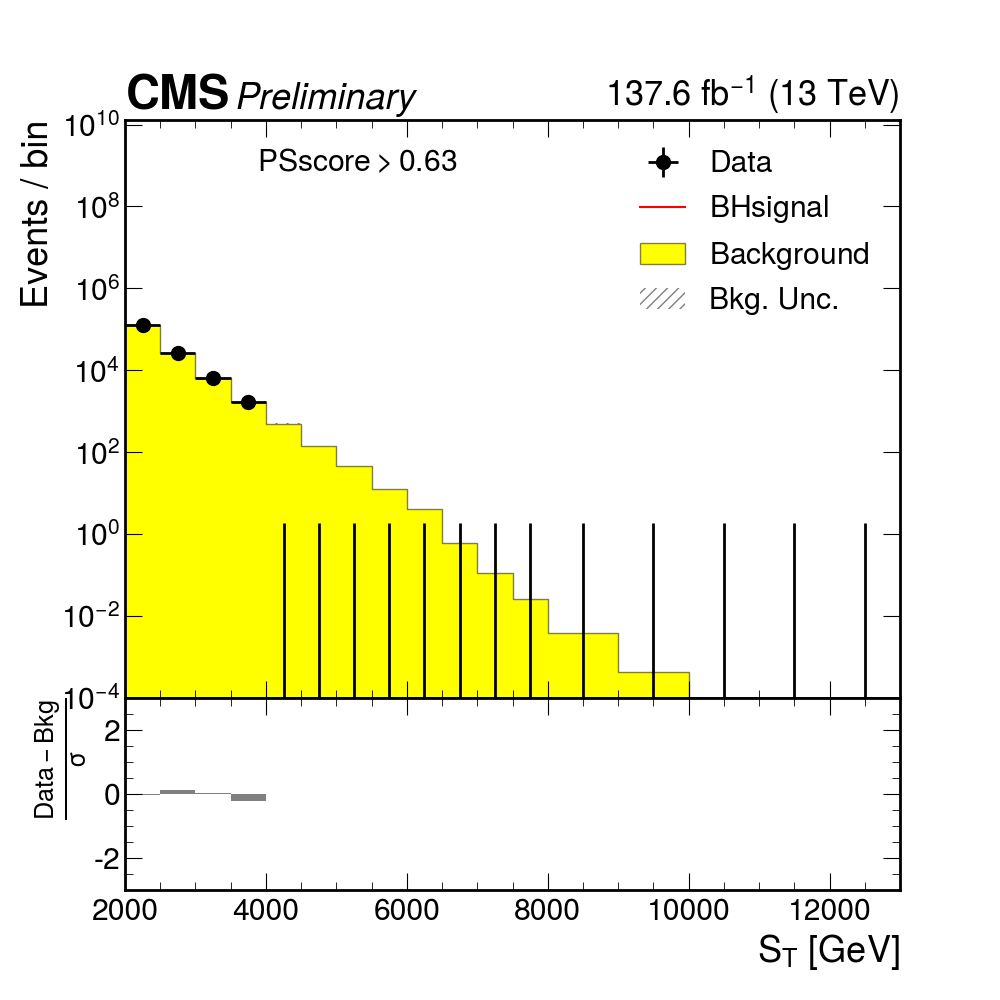 CMS Preliminary
137.6 fb⁻¹ (13 TeV)
Events / bin
PSscore > 0.63
Data
BHsignal
Background
Bkg. Unc.
10¹⁰
10⁸
10⁶
10⁴
10²
10⁰
10⁻²
10⁻⁴
Data − Bkg
σ
2
0
-2
2000 4000 6000 8000 10000 12000
S_T [GeV]